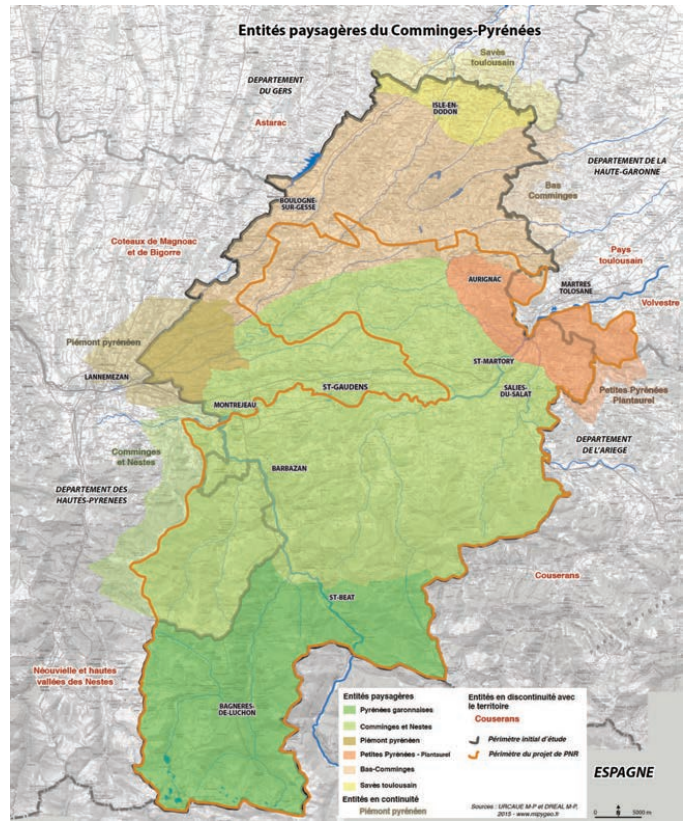 Entités paysagères du Comminges-Pyrénées
Savès
toulousain
DEPARTEMENT
DU GERS
ISLE-EN-
DODON
Astarac
DEPARTEMENT DE LA
HAUTE-GARONNE
Bas
Comminges
BOULOGNE-
SUR-GESSE
Coteaux de Magnoac
et de Bigorre
Pays
toulousain
AURIGNAC
MARTRES
TOLOSANE
Volvestre
Piémont pyrénéen
LANNEMEZAN
ST-MARTORY
ST-GAUDENS
SALIES-
DU-SALAT
Petites Pyrénées
Plantaurel
MONTREJEAU
Comminges
et Nestes
DEPARTEMENT
DE L'ARIEGE
BARBAZAN
DEPARTEMENT DES
HAUTES-PYRENEES
Couserans
ST-BEAT
Néouvielle et hautes
vallées des Nestes
BAGNERES-
DE-LUCHON
Entités paysagères
Pyrénées garonnaises
Comminges et Nestes
Piémont pyrénéen
Petites Pyrénées - Plantaurel
Bas-Comminges
Savès toulousain
Entités en continuité
Piémont pyrénéen
Entités en discontinuité avec
le territoire
Couserans
Périmètre initial d'étude
Périmètre du projet de PNR
Sources : URCAUE M-P et DREAL M-P,
2015 - www.mipygeo.fr
ESPAGNE
0 5000 m